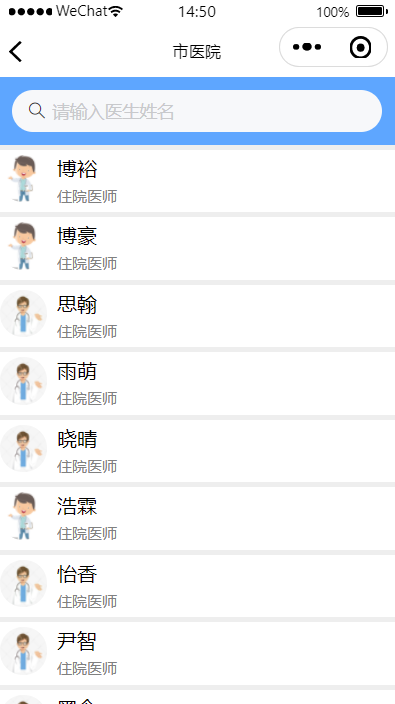 WeChat 14:50 100%
市医院
请输入医生姓名
博裕
住院医师
博豪
住院医师
思翰
住院医师
雨萌
住院医师
晓晴
住院医师
浩霖
住院医师
怡香
住院医师
尹智
住院医师